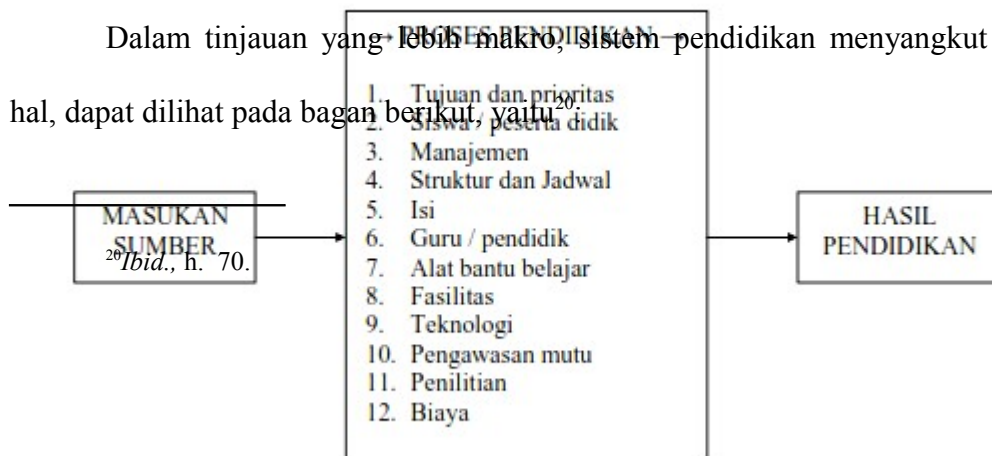 Dalam tinjauan yang lebih makro, sistem pendidikan menyangkut
hal, dapat dilihat pada bagan berikut, yaitu²⁰:
→ PROSES PENDIDIKAN →
1. Tujuan dan prioritas
2. Siswa / peserta didik
3. Manajemen
4. Struktur dan Jadwal
5. Isi
6. Guru / pendidik
7. Alat bantu belajar
8. Fasilitas
9. Teknologi
10. Pengawasan mutu
11. Penilitian
12. Biaya
MASUKAN
SUMBER
HASIL
PENDIDIKAN
²⁰Ibid., h. 70.